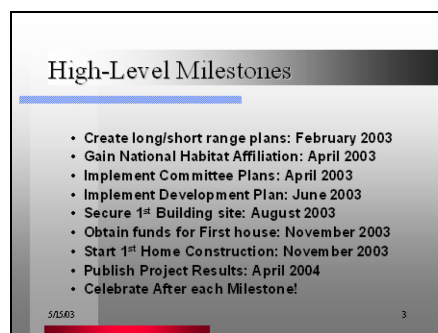 High-Level Milestones
• Create long/short range plans: February 2003
• Gain National Habitat Affiliation: April 2003
• Implement Committee Plans: April 2003
• Implement Development Plan: June 2003
• Secure 1st Building site: August 2003
• Obtain funds for First house: November 2003
• Start 1st Home Construction: November 2003
• Publish Project Results: April 2004
• Celebrate After each Milestone!
5/15/03 3